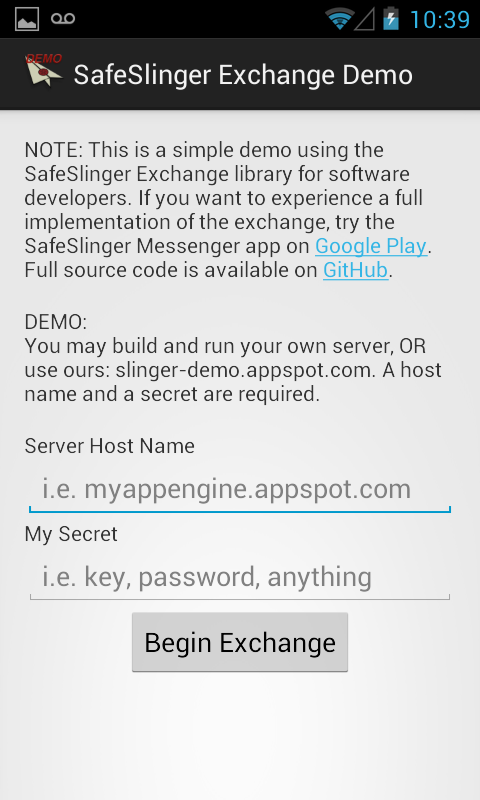 10:39
DEMO
SafeSlinger Exchange Demo
NOTE: This is a simple demo using the
SafeSlinger Exchange library for software
developers. If you want to experience a full
implementation of the exchange, try the
SafeSlinger Messenger app on Google Play.
Full source code is available on GitHub.
DEMO:
You may build and run your own server, OR
use ours: slinger-demo.appspot.com. A host
name and a secret are required.
Server Host Name
i.e. myappengine.appspot.com
My Secret
i.e. key, password, anything
Begin Exchange